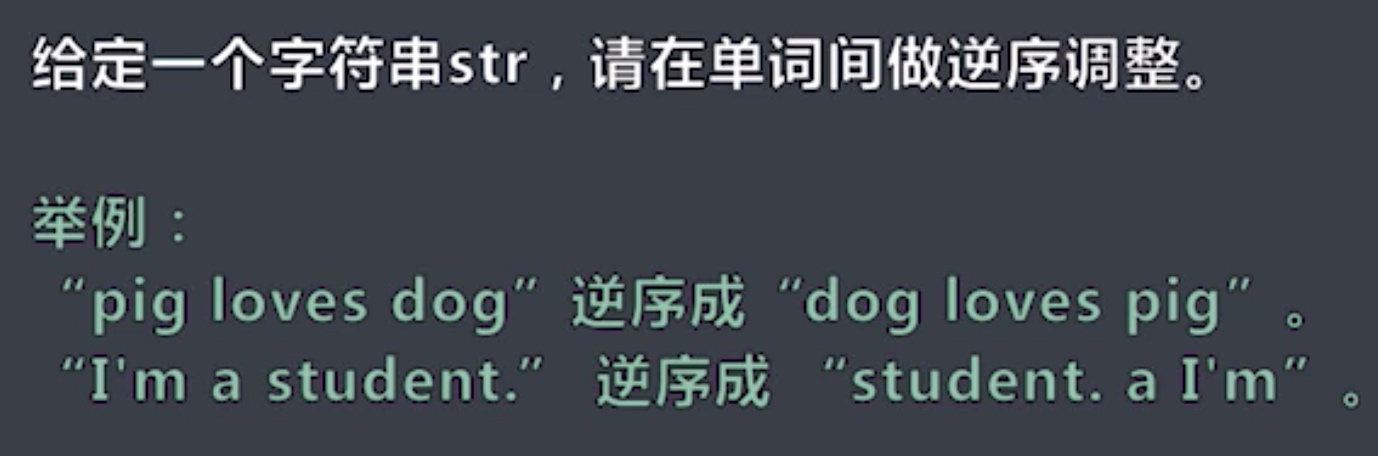 给定一个字符串str，请在单词间做逆序调整。
举例：
“pig loves dog”逆序成“dog loves pig”。
“I'm a student.” 逆序成 “student. a I'm”。